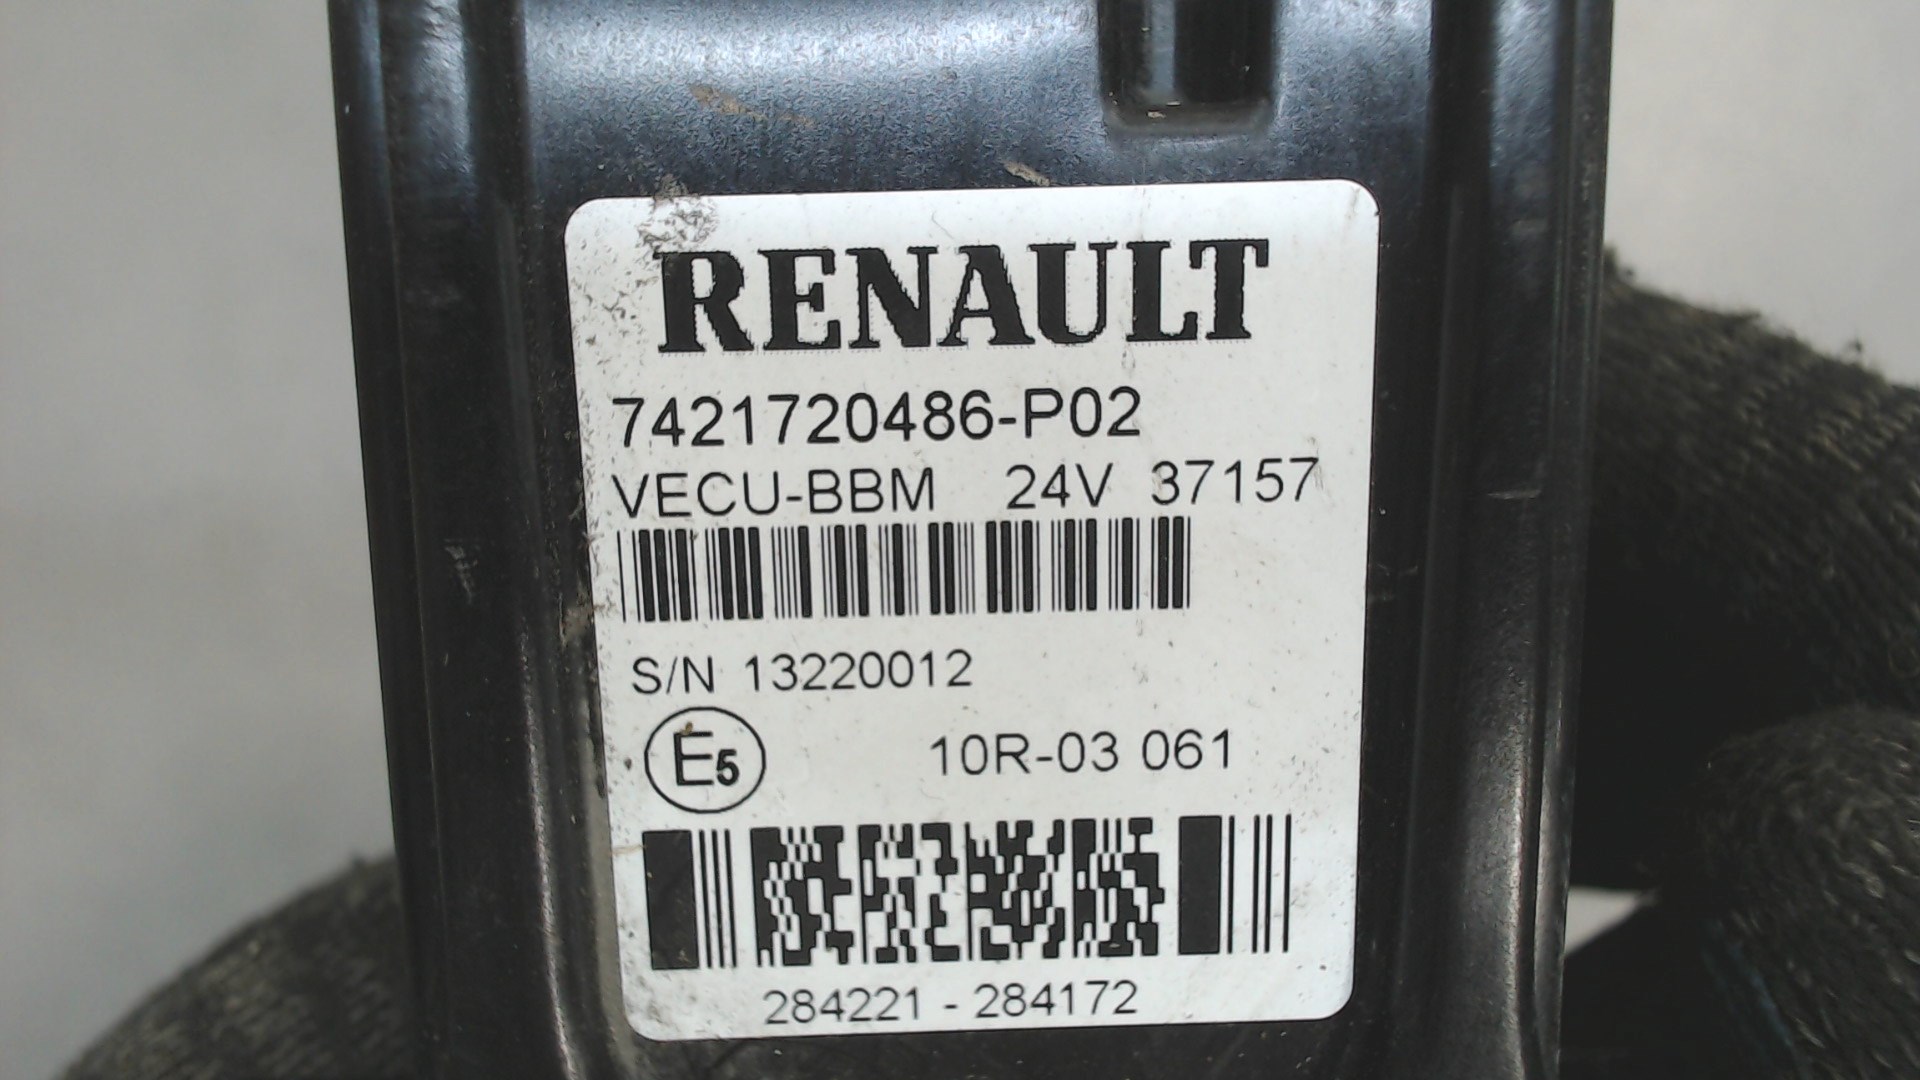 RENAULT
7421720486-P02
VECU-BBM 24V 37157
S/N 13220012
E5 10R-03 061
284221 - 284172